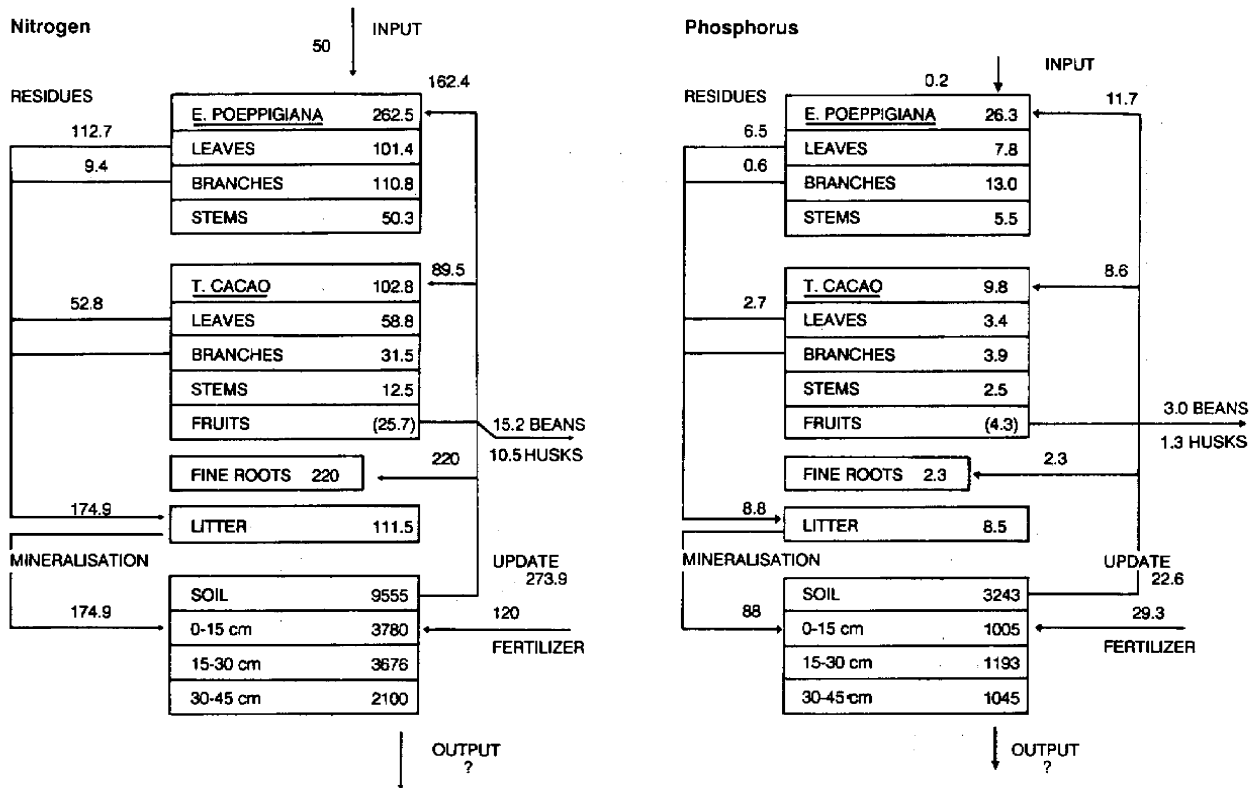 Nitrogen
INPUT
50
162.4
RESIDUES
E. POEPPIGIANA 262.5
112.7
LEAVES 101.4
9.4
BRANCHES 110.8
STEMS 50.3
89.5
T. CACAO 102.8
52.8
LEAVES 58.8
BRANCHES 31.5
STEMS 12.5
FRUITS (25.7)
15.2 BEANS
10.5 HUSKS
220
FINE ROOTS 220
174.9
LITTER 111.5
MINERALISATION
UPDATE
273.9
SOIL 9555
174.9
120
0-15 cm 3780
FERTILIZER
15-30 cm 3676
30-45 cm 2100
OUTPUT
?
Phosphorus
INPUT
0.2
11.7
RESIDUES
E. POEPPIGIANA 26.3
6.5
LEAVES 7.8
0.6
BRANCHES 13.0
STEMS 5.5
8.6
T. CACAO 9.8
2.7
LEAVES 3.4
BRANCHES 3.9
STEMS 2.5
FRUITS (4.3)
3.0 BEANS
1.3 HUSKS
2.3
FINE ROOTS 2.3
8.8
LITTER 8.5
MINERALISATION
UPDATE
22.6
SOIL 3243
88
29.3
0-15 cm 1005
FERTILIZER
15-30 cm 1193
30-45 cm 1045
OUTPUT
?